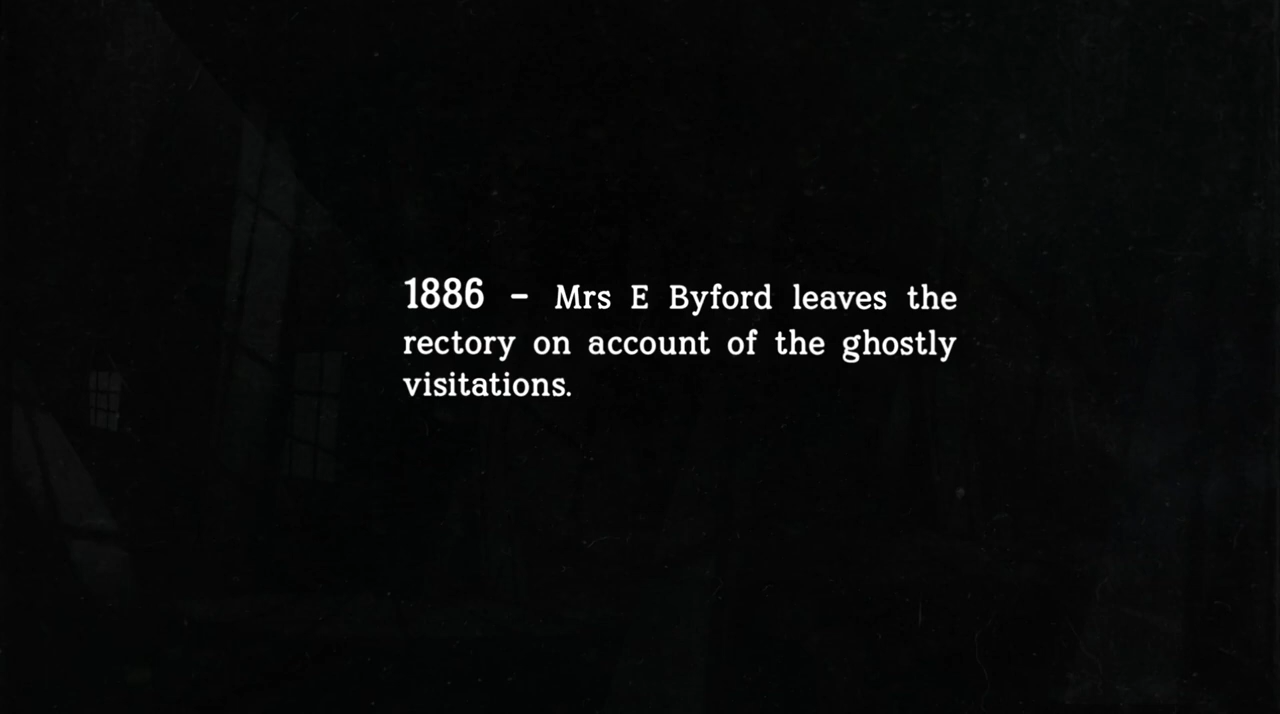 1886 - Mrs E Byford leaves the
rectory on account of the ghostly
visitations.